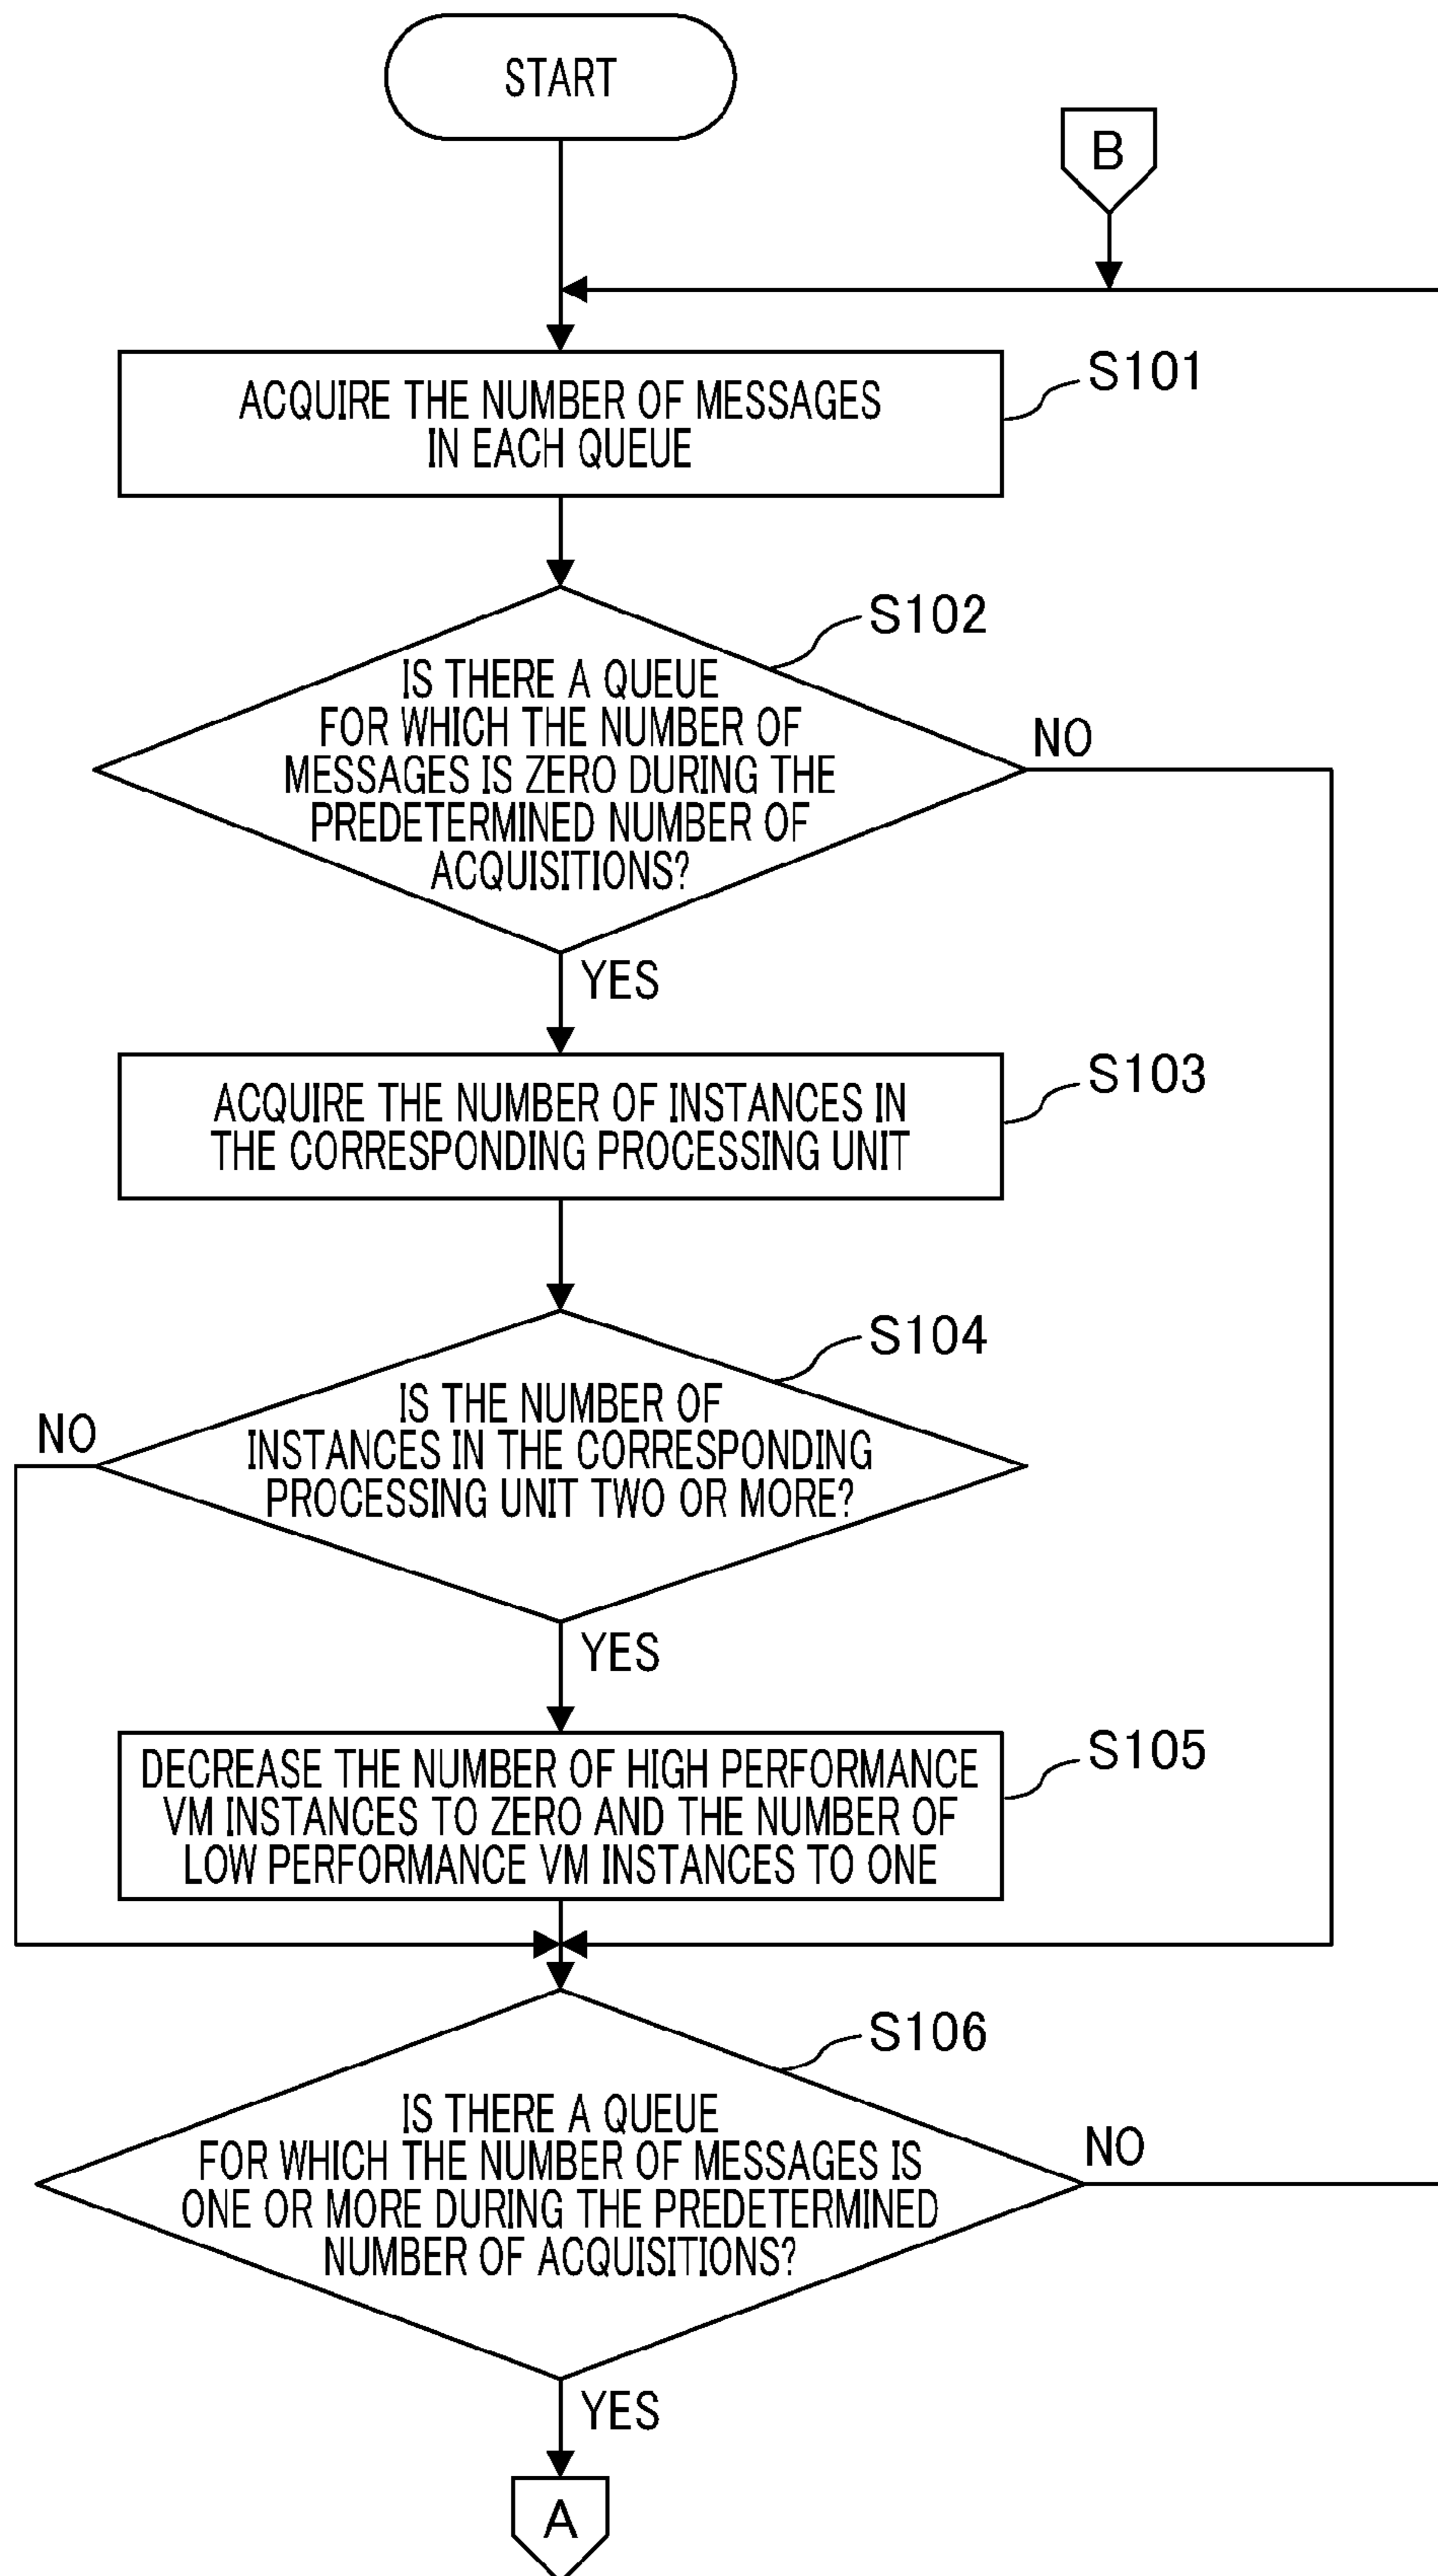 START
B
ACQUIRE THE NUMBER OF MESSAGES
IN EACH QUEUE
S101
S102
IS THERE A QUEUE
FOR WHICH THE NUMBER OF
MESSAGES IS ZERO DURING THE
PREDETERMINED NUMBER OF
ACQUISITIONS?
NO
YES
ACQUIRE THE NUMBER OF INSTANCES IN
THE CORRESPONDING PROCESSING UNIT
S103
S104
IS THE NUMBER OF
INSTANCES IN THE CORRESPONDING
PROCESSING UNIT TWO OR MORE?
NO
YES
DECREASE THE NUMBER OF HIGH PERFORMANCE
VM INSTANCES TO ZERO AND THE NUMBER OF
LOW PERFORMANCE VM INSTANCES TO ONE
S105
S106
IS THERE A QUEUE
FOR WHICH THE NUMBER OF MESSAGES IS
ONE OR MORE DURING THE PREDETERMINED
NUMBER OF ACQUISITIONS?
NO
YES
A